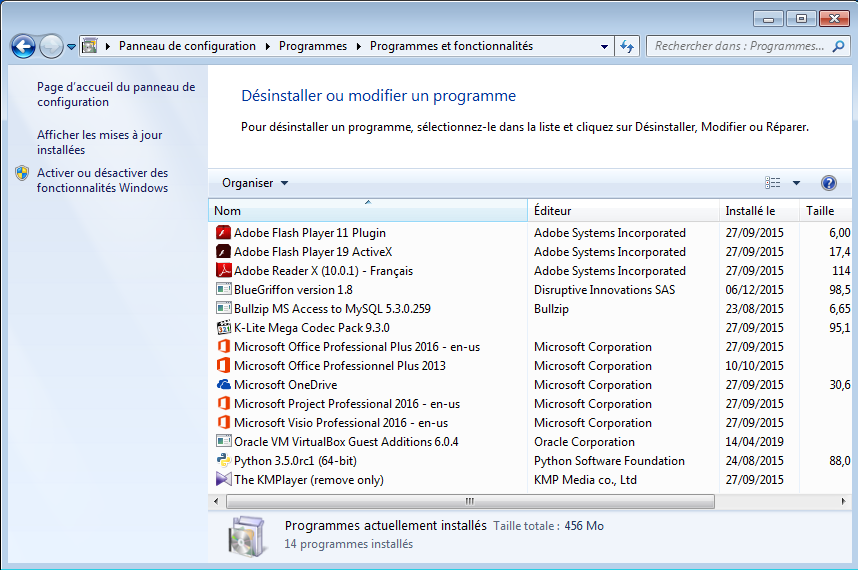 Panneau de configuration Programmes Programmes et fonctionnalités Rechercher dans : Programmes...
Page d'accueil du panneau de
configuration
Afficher les mises à jour
installées
Activer ou désactiver des
fonctionnalités Windows
Désinstaller ou modifier un programme
Pour désinstaller un programme, sélectionnez-le dans la liste et cliquez sur Désinstaller, Modifier ou Réparer.
Organiser
Nom Éditeur Installé le Taille
Adobe Flash Player 11 Plugin Adobe Systems Incorporated 27/09/2015 6,00
Adobe Flash Player 19 ActiveX Adobe Systems Incorporated 27/09/2015 17,4
Adobe Reader X (10.0.1) - Français Adobe Systems Incorporated 27/09/2015 114
BlueGriffon version 1.8 Disruptive Innovations SAS 06/12/2015 98,5
Bullzip MS Access to MySQL 5.3.0.259 Bullzip 23/08/2015 6,65
K-Lite Mega Codec Pack 9.3.0 27/09/2015 95,1
Microsoft Office Professional Plus 2016 - en-us Microsoft Corporation 27/09/2015
Microsoft Office Professionnel Plus 2013 Microsoft Corporation 10/10/2015
Microsoft OneDrive Microsoft Corporation 27/09/2015 30,6
Microsoft Project Professional 2016 - en-us Microsoft Corporation 27/09/2015
Microsoft Visio Professional 2016 - en-us Microsoft Corporation 27/09/2015
Oracle VM VirtualBox Guest Additions 6.0.4 Oracle Corporation 14/04/2019
Python 3.5.0rc1 (64-bit) Python Software Foundation 24/08/2015 88,0
The KMPlayer (remove only) KMP Media co., Ltd 27/09/2015
Programmes actuellement installés Taille totale : 456 Mo
14 programmes installés